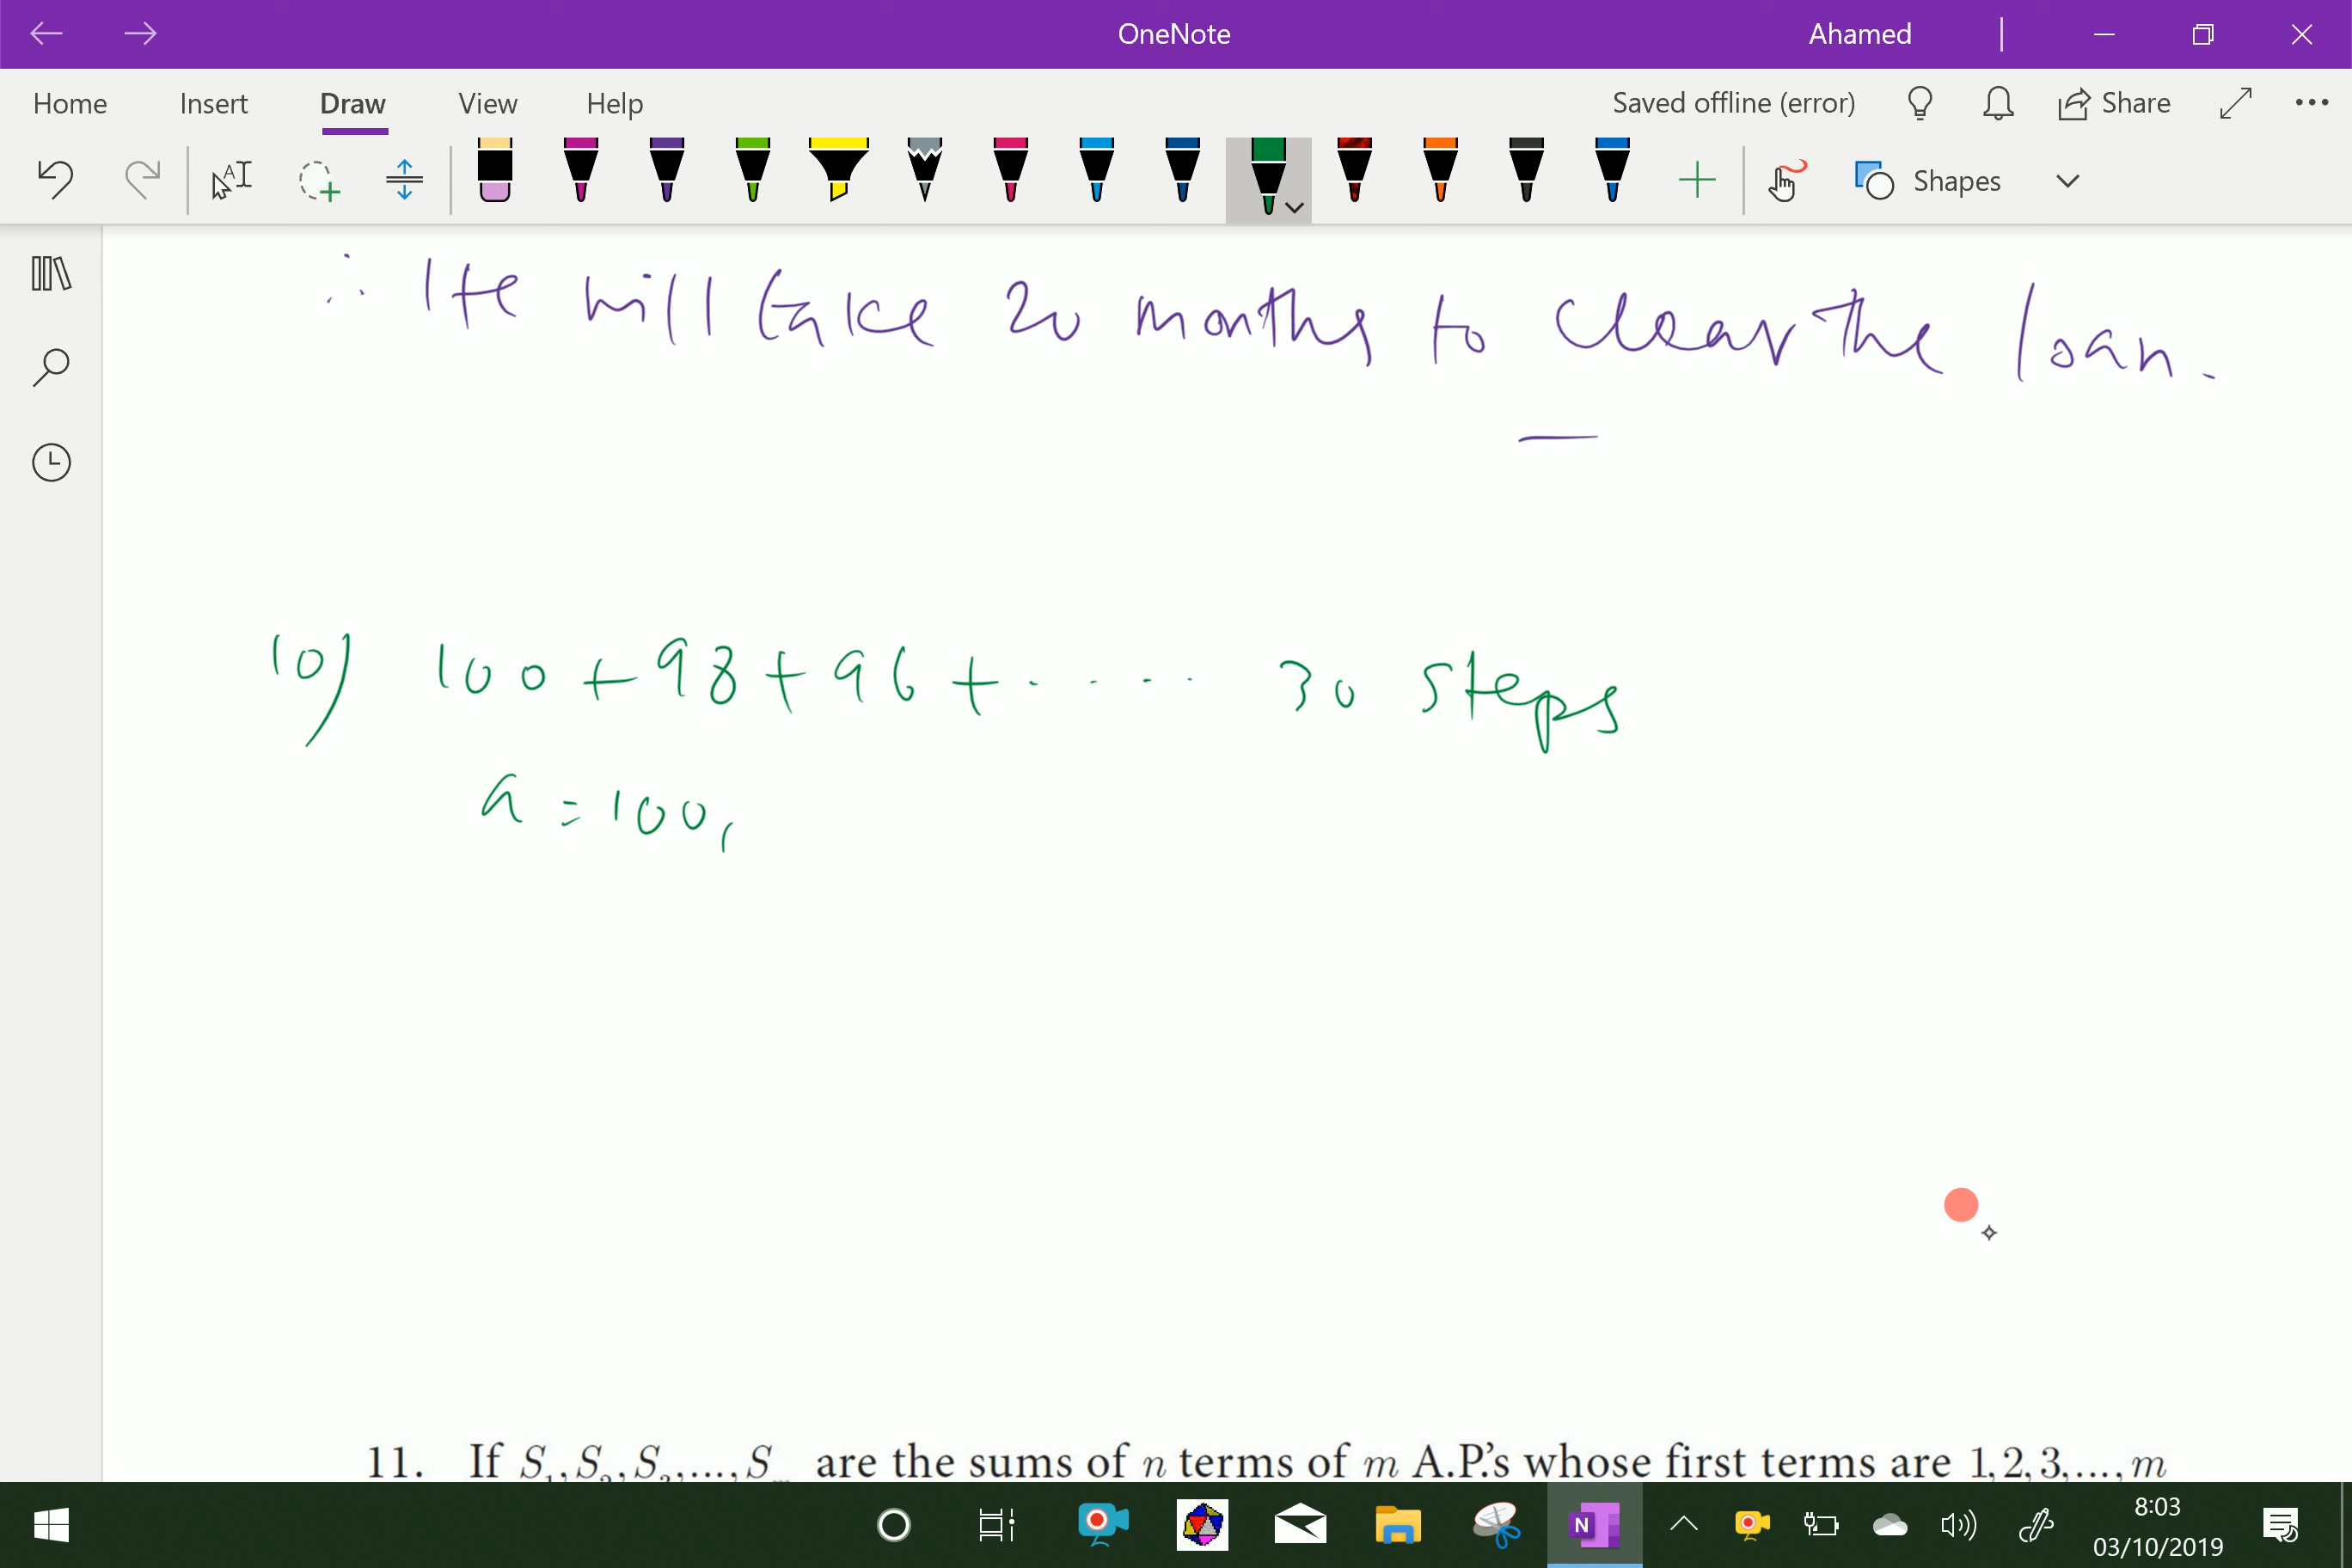 OneNote
Ahamed
Home Insert Draw View Help
Saved offline (error) Share
Shapes
∴ He will take 20 months to clear the loan.
10) 100 + 98 + 96 + ..... 30 steps
a = 100,
11. If S₁, S₂, S₃, ..., Sₘ are the sums of n terms of m A.P.'s whose first terms are 1, 2, 3, ..., m
8:03
03/10/2019